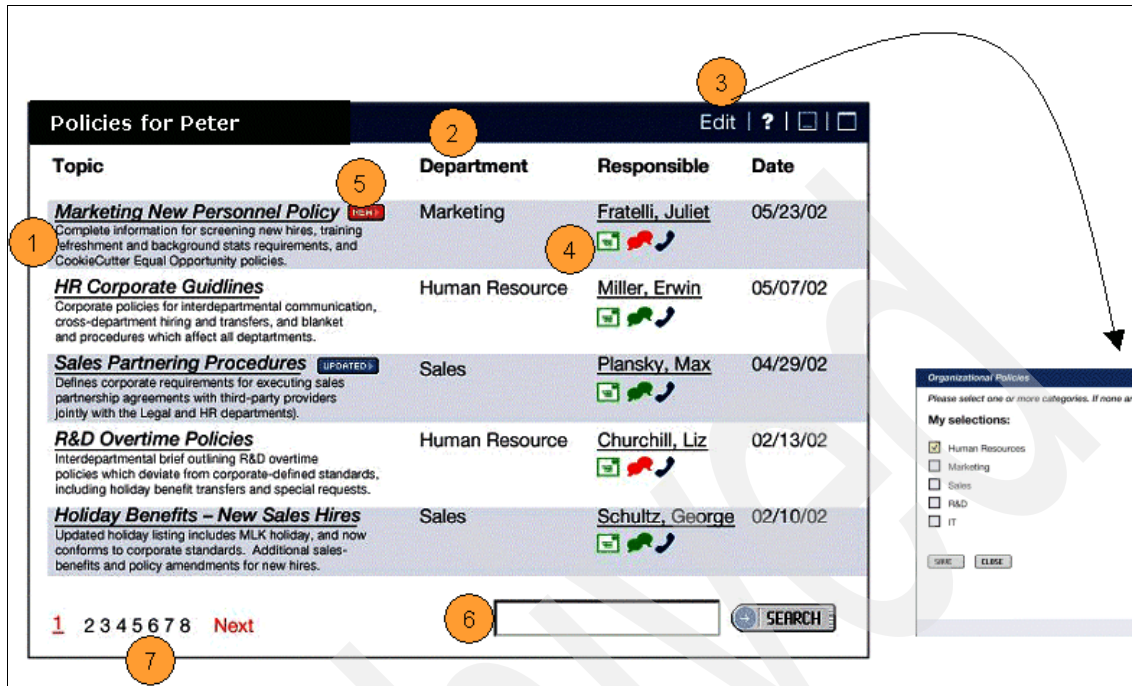 3
Policies for Peter
Edit | ? |
2
Topic Department Responsible Date
5
Marketing New Personnel Policy NEW Marketing Fratelli, Juliet 05/23/02
1
Complete information for screening new hires, training
refreshment and background stats requirements, and
CookieCutter Equal Opportunity policies.
4
HR Corporate Guidlines Human Resource Miller, Erwin 05/07/02
Corporate policies for interdepartmental communication,
cross-department hiring and transfers, and blanket
and procedures which affect all deptartments.
Sales Partnering Procedures UPDATED Sales Plansky, Max 04/29/02
Defines corporate requirements for executing sales
partnership agreements with third-party providers
jointly with the Legal and HR departments).
R&D Overtime Policies Human Resource Churchill, Liz 02/13/02
Interdepartmental brief outlining R&D overtime
policies which deviate from corporate-defined standards,
including holiday benefit transfers and special requests.
Holiday Benefits – New Sales Hires Sales Schultz, George 02/10/02
Updated holiday listing includes MLK holiday, and now
conforms to corporate standards. Additional sales-
benefits and policy amendments for new hires.
6
SEARCH
1 2 3 4 5 6 7 8 Next
7
Organizational Policies
Please select one or more categories. If none ar
My selections:
Human Resources
Marketing
Sales
R&D
IT
SAVE CLOSE